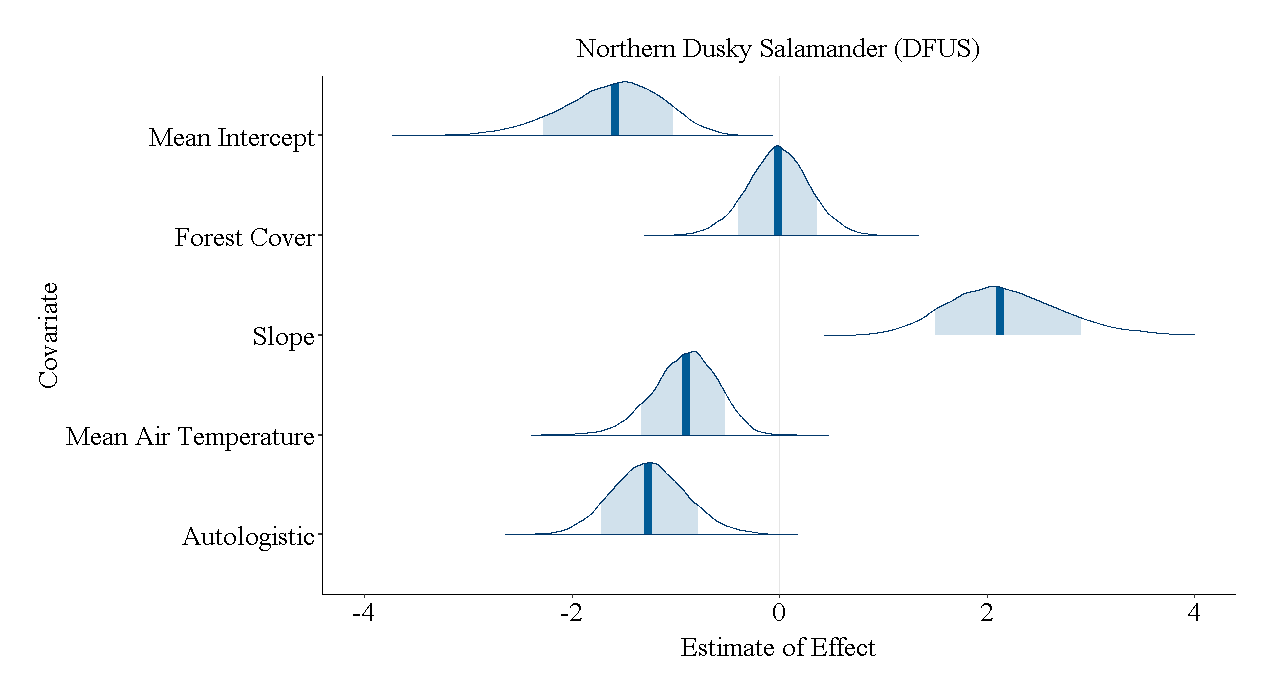 Northern Dusky Salamander (DFUS)
Mean Intercept
Forest Cover
Slope
Mean Air Temperature
Autologistic
Covariate
-4 -2 0 2 4
Estimate of Effect